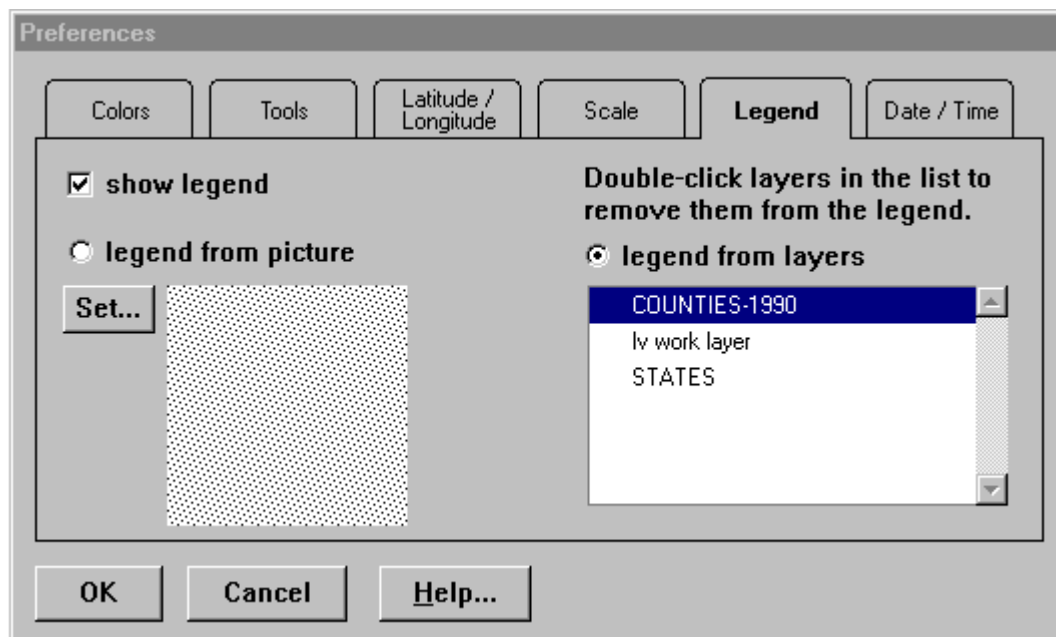 Preferences
Colors
Tools
Latitude /
Longitude
Scale
Legend
Date / Time
show legend
legend from picture
Set...
Double-click layers in the list to
remove them from the legend.
legend from layers
COUNTIES-1990
lv work layer
STATES
OK
Cancel
Help...